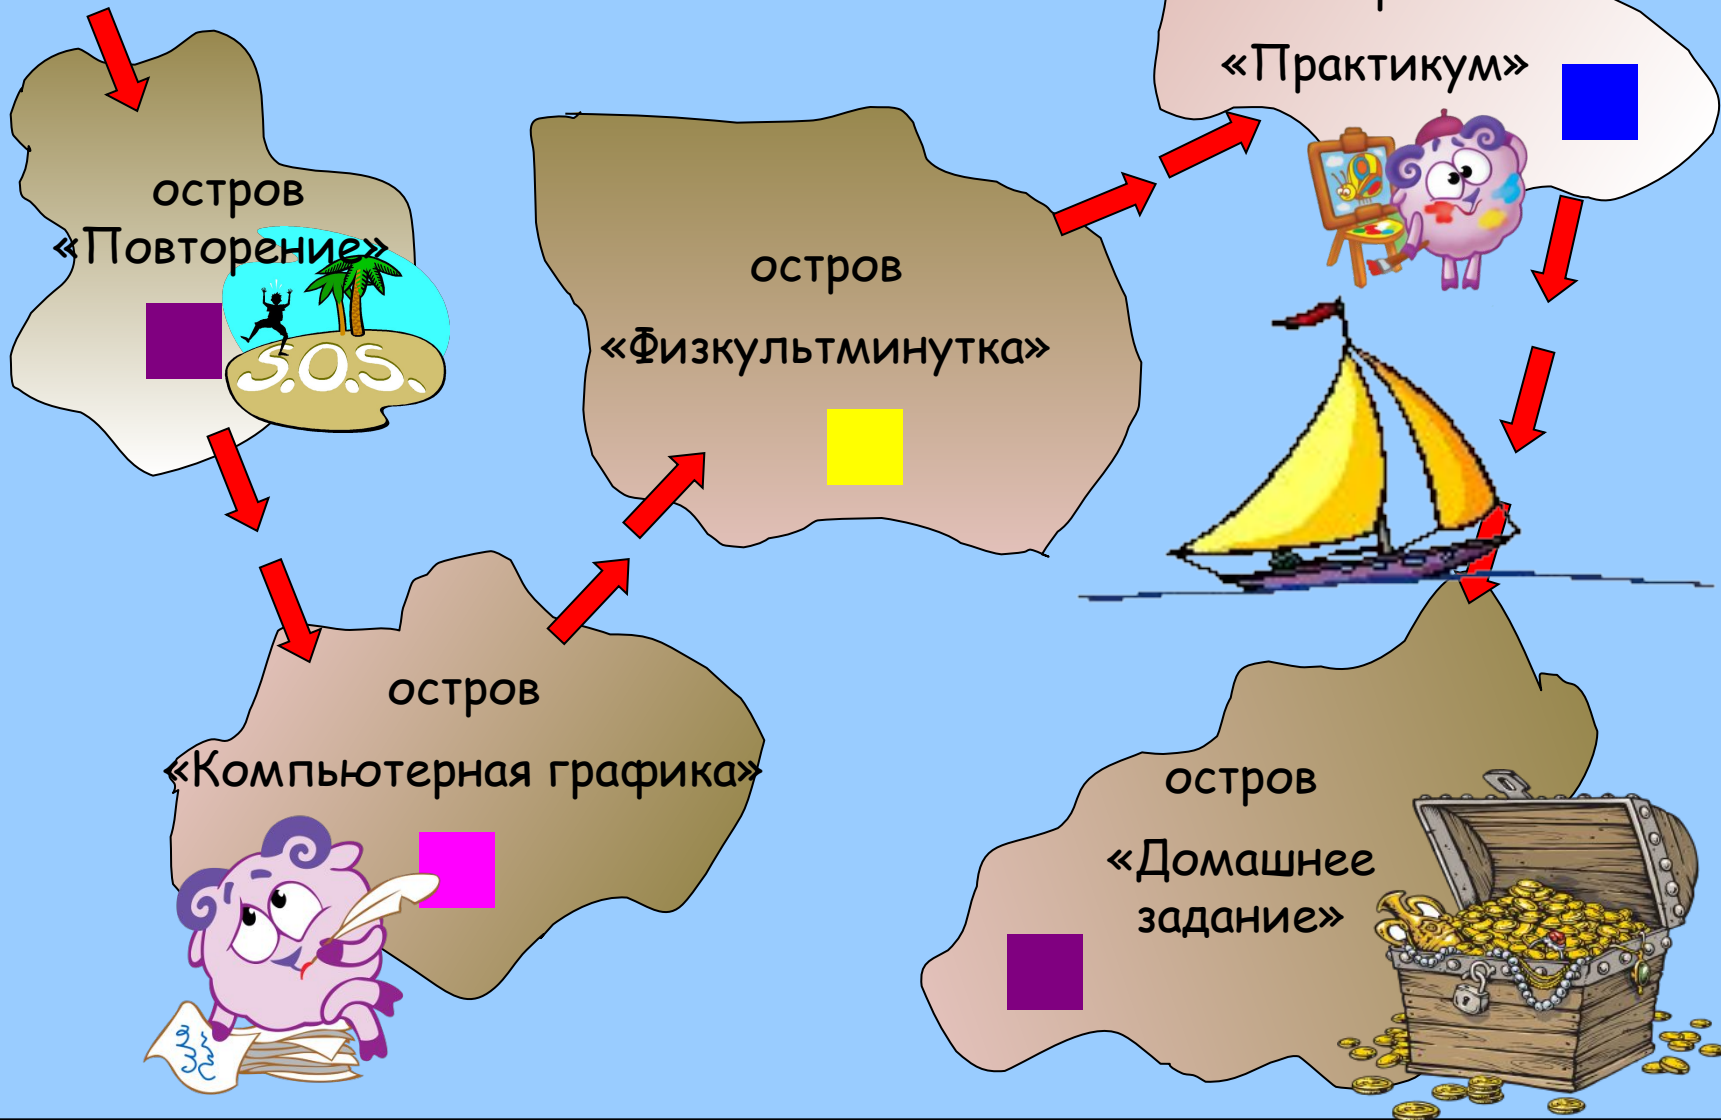 остров
«Повторение»
S.O.S.
остров
«Компьютерная графика»
остров
«Физкультминутка»
«Практикум»
остров
«Домашнее
задание»